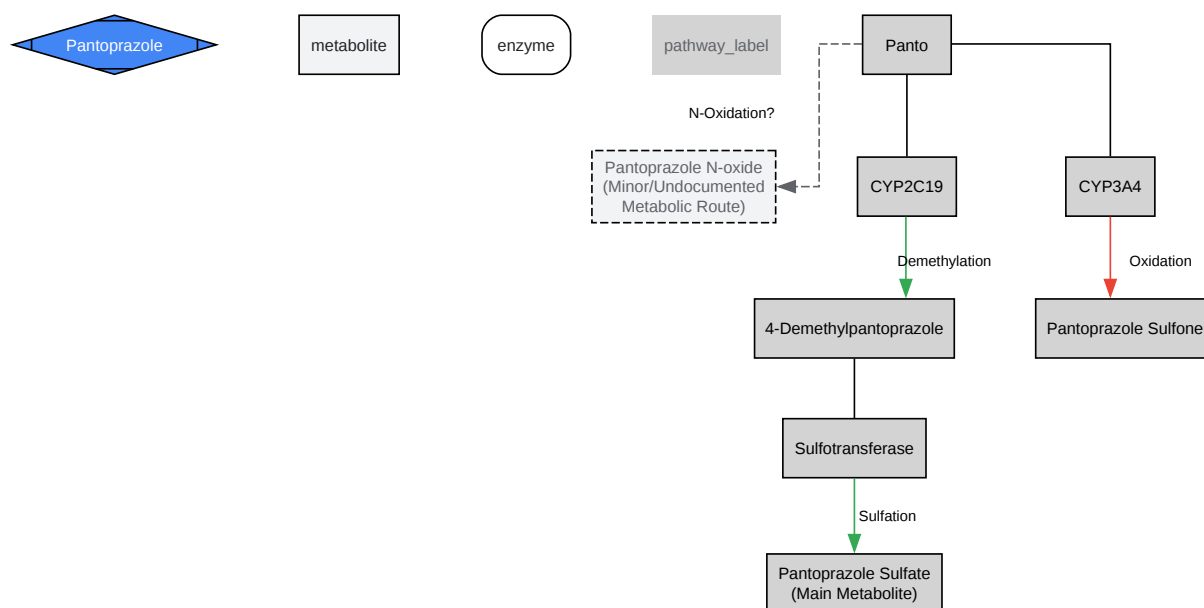 Pantoprazole
metabolite
enzyme
pathway_label
Panto
N-Oxidation?
Pantoprazole N-oxide
(Minor/Undocumented
Metabolic Route)
CYP2C19
CYP3A4
Demethylation
Oxidation
4-Demethylpantoprazole
Pantoprazole Sulfone
Sulfotransferase
Sulfation
Pantoprazole Sulfate
(Main Metabolite)